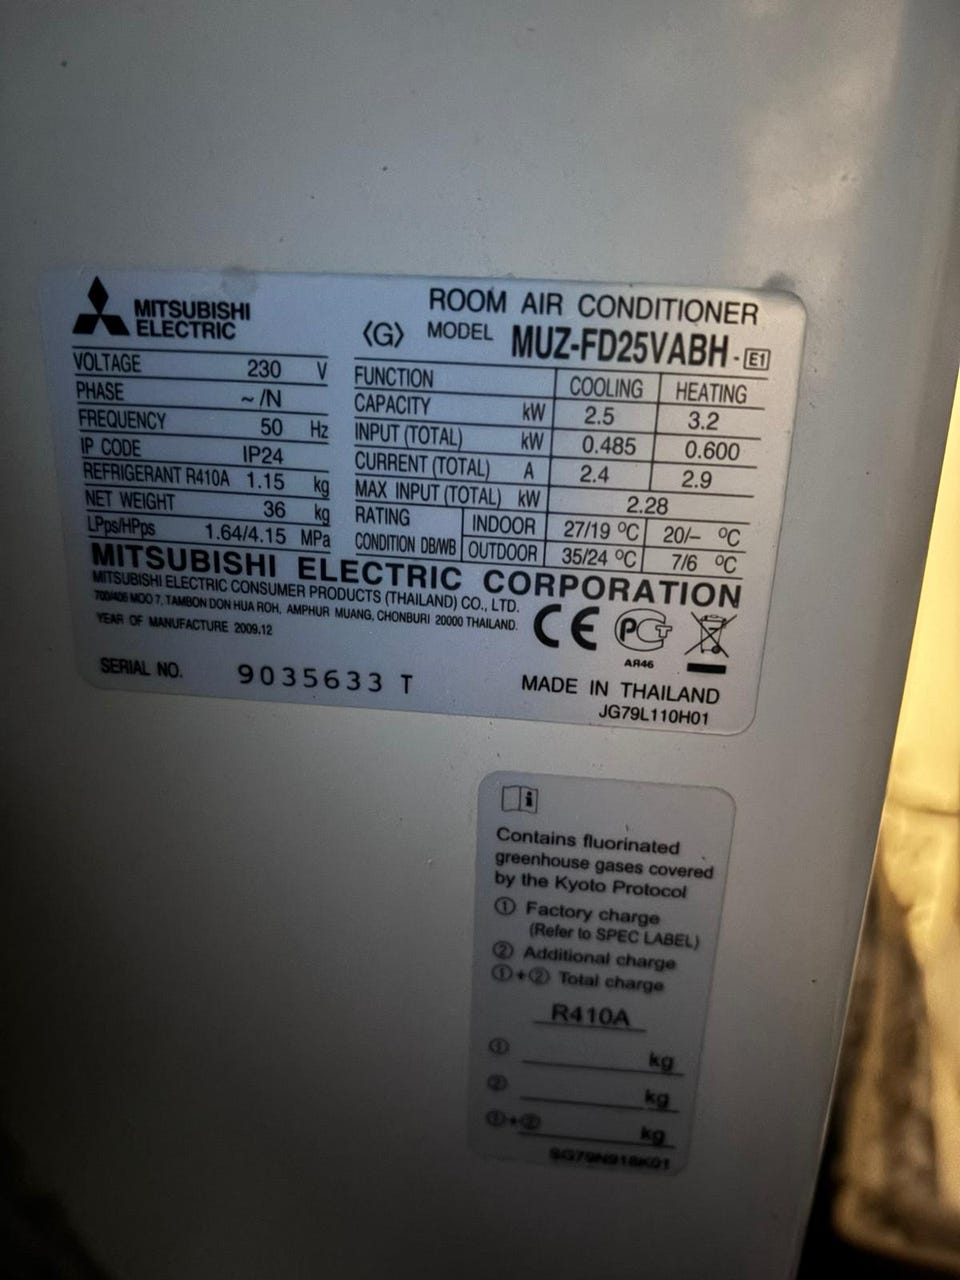 MITSUBISHI
ELECTRIC
ROOM AIR CONDITIONER
〈G〉 MODEL MUZ-FD25VABH-E1
VOLTAGE 230 V
PHASE ~/N
FREQUENCY 50 Hz
IP CODE IP24
REFRIGERANT R410A 1.15 kg
NET WEIGHT 36 kg
LPps/HPps 1.64/4.15 MPa
FUNCTION COOLING HEATING
CAPACITY kW 2.5 3.2
INPUT (TOTAL) kW 0.485 0.600
CURRENT (TOTAL) A 2.4 2.9
MAX INPUT (TOTAL) kW 2.28
RATING CONDITION DB/WB INDOOR 27/19 °C 20/– °C
OUTDOOR 35/24 °C 7/6 °C
MITSUBISHI ELECTRIC CORPORATION
MITSUBISHI ELECTRIC CONSUMER PRODUCTS (THAILAND) CO., LTD.
700/406 MOO 7, TAMBON DON HUA ROH, AMPHUR MUANG, CHONBURI 20000 THAILAND.
YEAR OF MANUFACTURE 2009.12
CE PCT
AЯ46
SERIAL NO. 9035633 T
MADE IN THAILAND
JG79L110H01
i
Contains fluorinated
greenhouse gases covered
by the Kyoto Protocol
① Factory charge
(Refer to SPEC LABEL)
② Additional charge
①+② Total charge
R410A
① kg
② kg
①+② kg
SG79N918K01